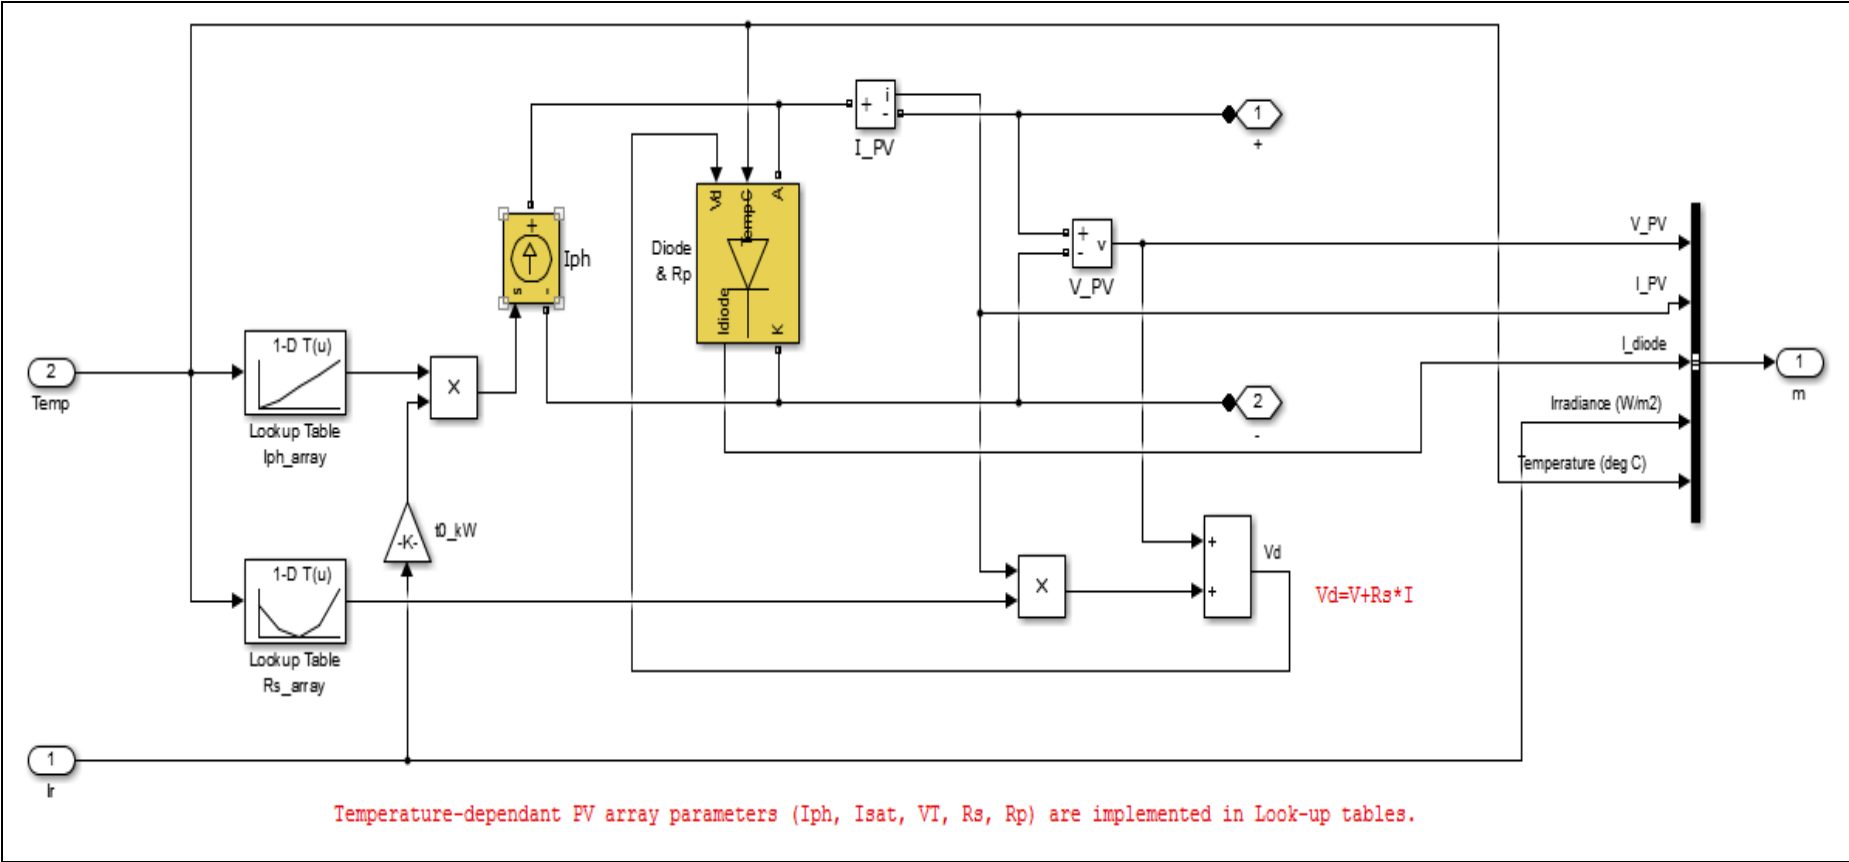 i
+
-
I_PV
1
+
Vd
TempC
A
Diode
& Rp
Idiode
K
+
s
-
Iph
+
-
v
V_PV
V_PV
I_PV
I_diode
Irradiance (W/m2)
Temperature (deg C)
1
m
2
Temp
1-D T(u)
Lookup Table
Iph_array
X
2
-
-K-
t0_kW
1-D T(u)
Lookup Table
Rs_array
X
+
+
Vd
Vd=V+Rs*I
1
Ir
Temperature-dependant PV array parameters (Iph, Isat, VT, Rs, Rp) are implemented in Look-up tables.